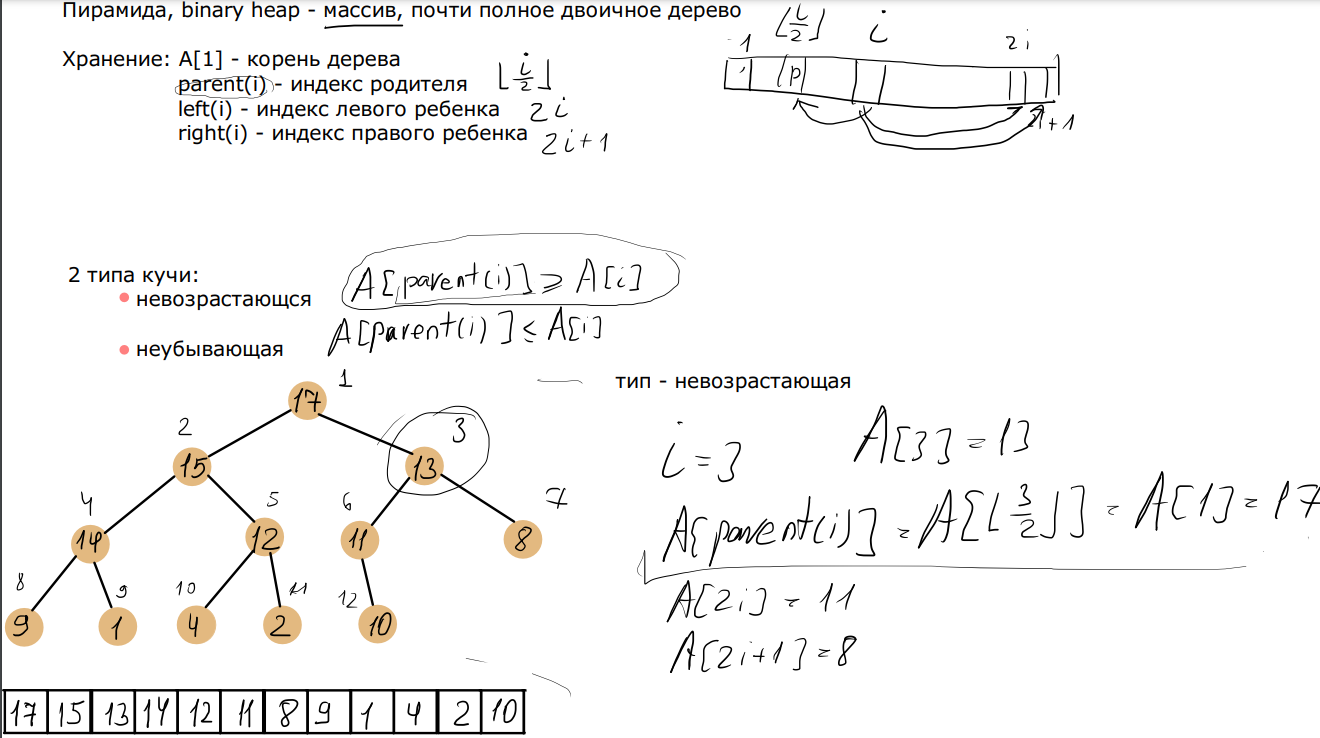 Пирамида, binary heap - массив, почти полное двоичное дерево
Хранение: A[1] - корень дерева
parent(i) - индекс родителя ⌊i/2⌋
left(i) - индекс левого ребенка 2i
right(i) - индекс правого ребенка 2i+1
1 ⌊i/2⌋ i 2i
p
2i+1
2 типа кучи:
невозрастающся A[parent(i)] ⩾ A[i]
неубывающая A[parent(i)] ≤ A[i]
тип - невозрастающая
1
17
2 3
15 13
4 5 6 7
14 12 11 8
8 9 10 11 12
9 1 4 2 10
i=3 A[3]=13
A[parent(i)] = A[⌊3/2⌋] = A[1] = 17
A[2i] = 11
A[2i+1] = 8
17 15 13 14 12 11 8 9 1 4 2 10